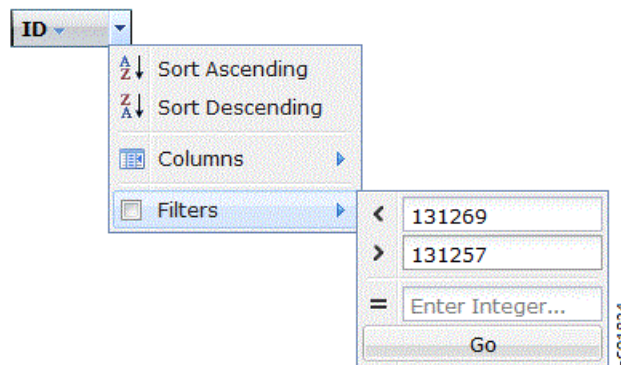 ID
Sort Ascending
Sort Descending
Columns
Filters
< 131269
> 131257
= Enter Integer...
Go